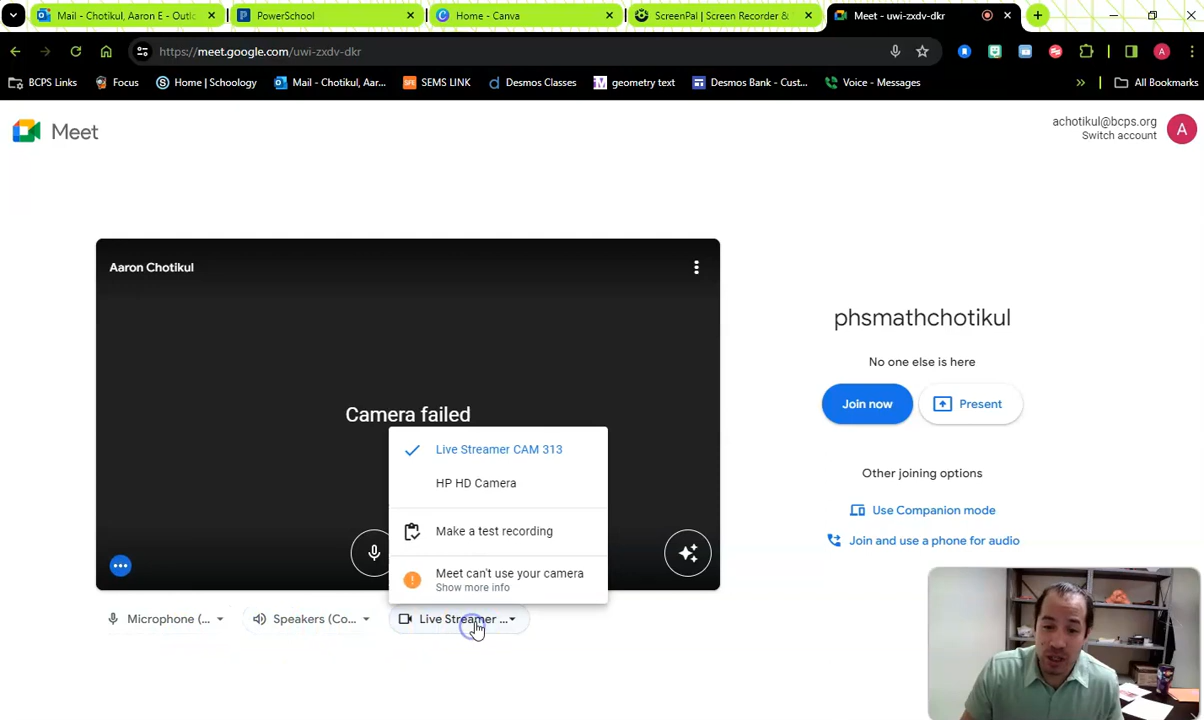 Mail - Chotikul, Aaron E - Outlo
PowerSchool
Home - Canva
ScreenPal | Screen Recorder &
Meet - uwi-zxdv-dkr
https://meet.google.com/uwi-zxdv-dkr
BCPS Links
Focus
Home | Schoology
Mail - Chotikul, Aar...
SEMS LINK
Desmos Classes
geometry text
Desmos Bank - Cust...
Voice - Messages
All Bookmarks
Meet
achotikul@bcps.org
Switch account
A
Aaron Chotikul
Camera failed
Live Streamer CAM 313
HP HD Camera
Make a test recording
Meet can't use your camera
Show more info
Microphone (...
Speakers (Co...
Live Streamer ...
phsmathchotikul
No one else is here
Join now
Present
Other joining options
Use Companion mode
Join and use a phone for audio